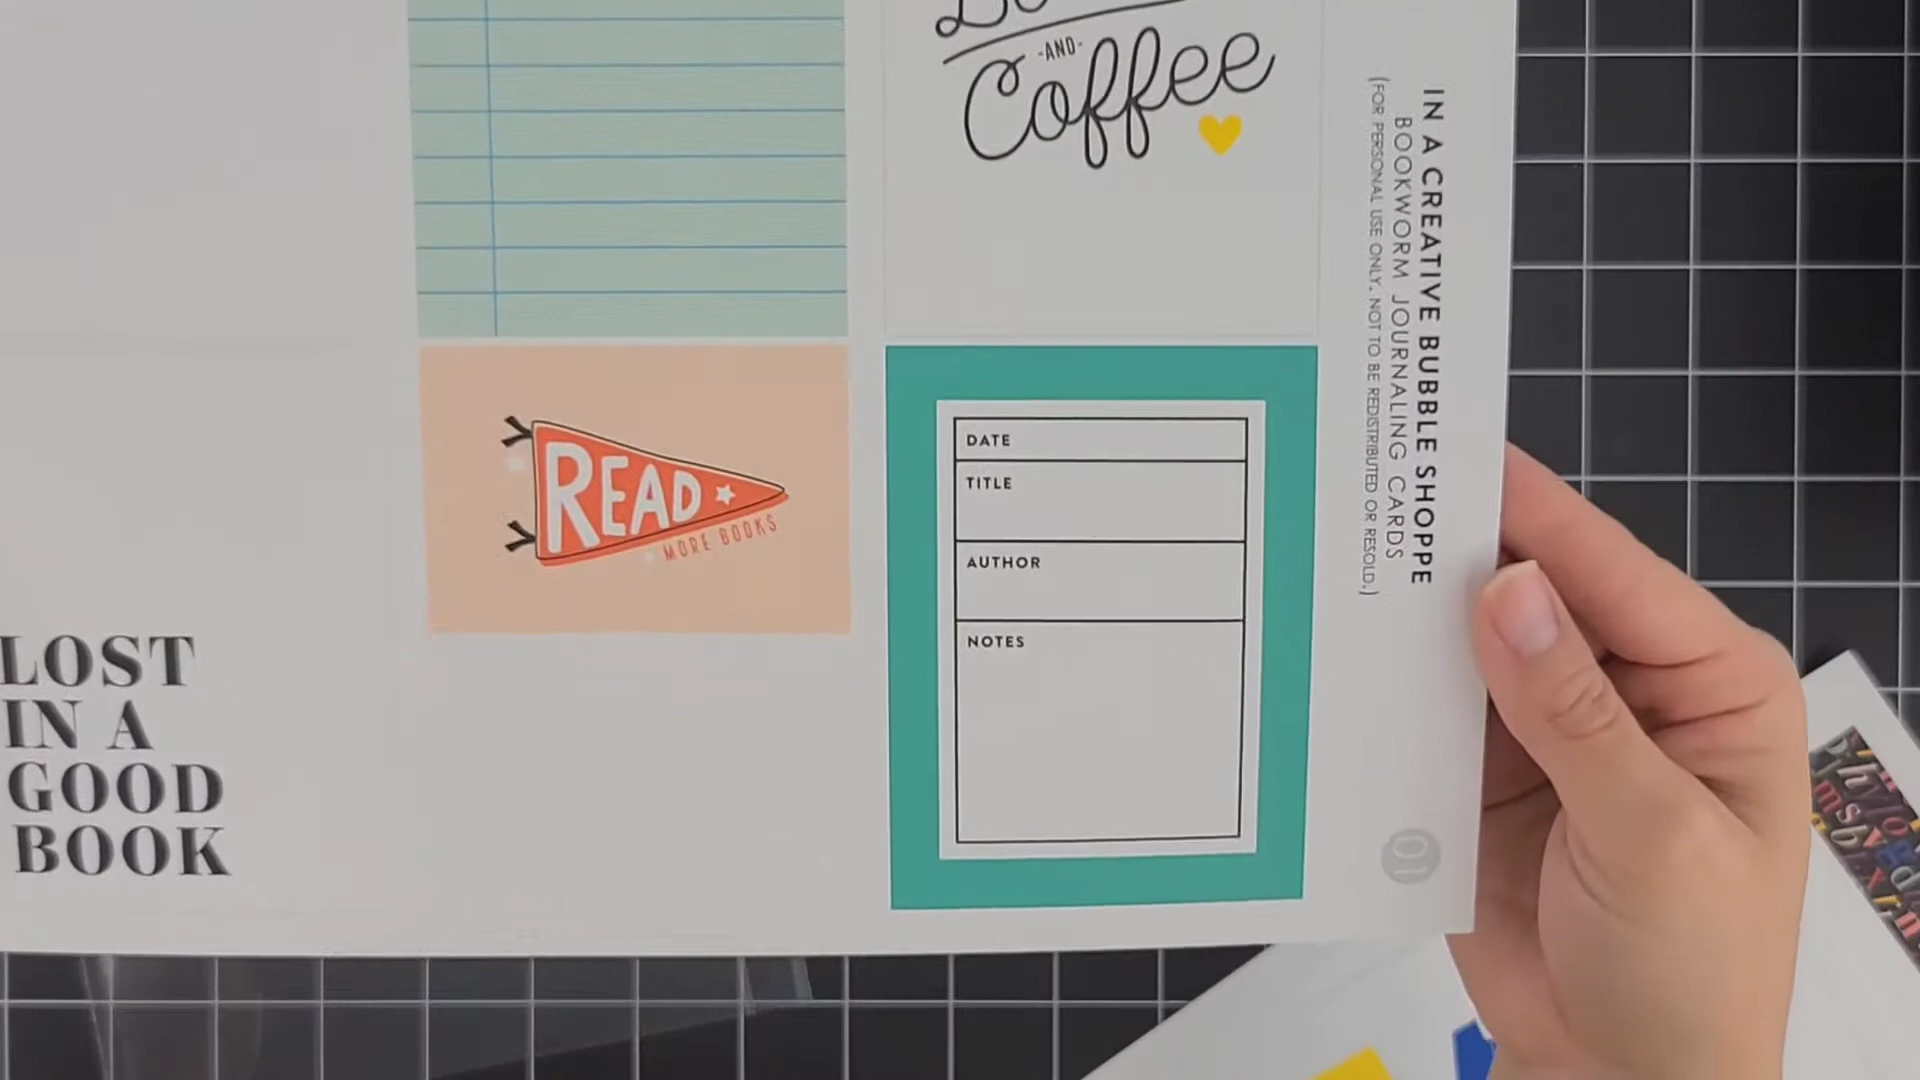 -AND-
Coffee
READ
MORE BOOKS
DATE
TITLE
AUTHOR
NOTES
LOST
IN A
GOOD
BOOK
IN A CREATIVE BUBBLE SHOPPE
BOOKWORM JOURNALING CARDS
(FOR PERSONAL USE ONLY. NOT TO BE REDISTRIBUTED OR RESOLD.)
01